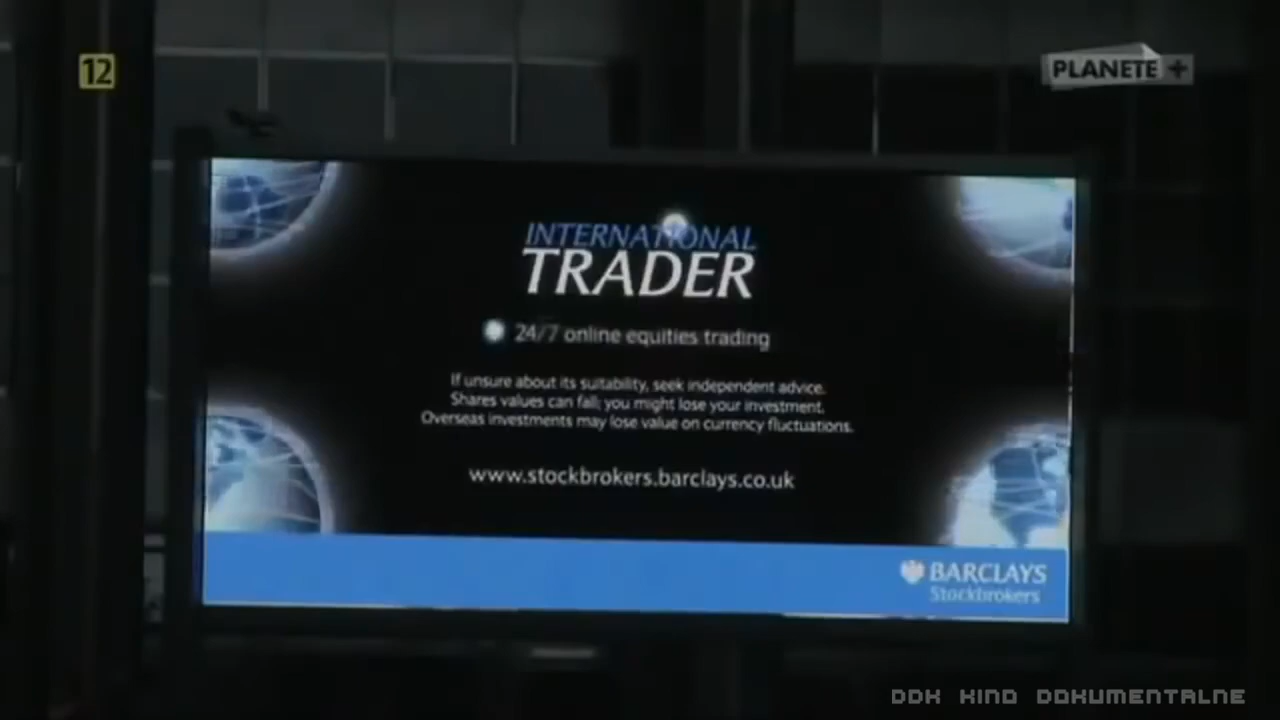 12
PLANETE +
INTERNATIONAL
TRADER
24/7 online equities trading
If unsure about its suitability, seek independent advice.
Shares values can fall; you might lose your investment.
Overseas investments may lose value on currency fluctuations.
www.stockbrokers.barclays.co.uk
BARCLAYS
Stockbrokers
DDK KINO DOKUMENTALNE